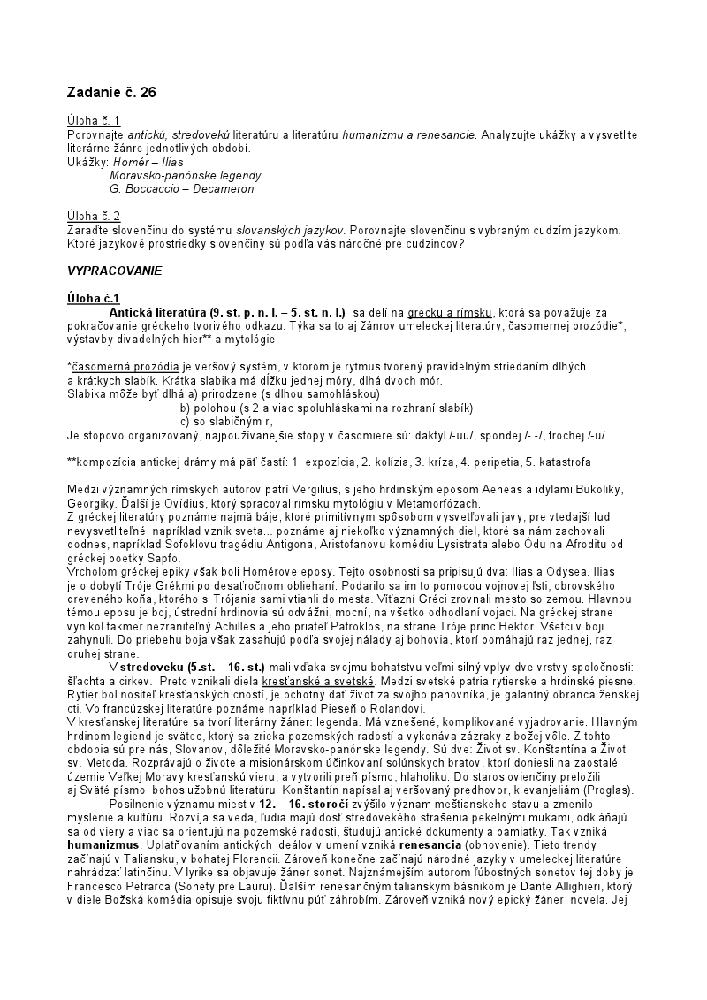 Zadanie č. 26
Úloha č. 1
Porovnajte antickú, stredovekú literatúru a literatúru humanizmu a renesancie. Analyzujte ukážky a vysvetlite
literárne žánre jednotlivých období.
Ukážky: Homér – Ilias
Moravsko-panónske legendy
G. Boccaccio – Decameron
Úloha č. 2
Zaraďte slovenčinu do systému slovanských jazykov. Porovnajte slovenčinu s vybraným cudzím jazykom.
Ktoré jazykové prostriedky slovenčiny sú podľa vás náročné pre cudzincov?
VYPRACOVANIE
Úloha č.1
Antická literatúra (9. st. p. n. l. – 5. st. n. l.) sa delí na grécku a rímsku, ktorá sa považuje za
pokračovanie gréckeho tvorivého odkazu. Týka sa to aj žánrov umeleckej literatúry, časomernej prozódie*,
výstavby divadelných hier** a mytológie.
*časomerná prozódia je veršový systém, v ktorom je rytmus tvorený pravidelným striedaním dlhých
a krátkych slabík. Krátka slabika má dĺžku jednej móry, dlhá dvoch mór.
Slabika môže byť dlhá a) prirodzene (s dlhou samohláskou)
b) polohou (s 2 a viac spoluhláskami na rozhraní slabík)
c) so slabičným r, l
Je stopovo organizovaný, najpoužívanejšie stopy v časomiere sú: daktyl /-uu/, spondej /- -/, trochej /-u/.
**kompozícia antickej drámy má päť častí: 1. expozícia, 2. kolízia, 3. kríza, 4. peripetia, 5. katastrofa
Medzi významných rímskych autorov patrí Vergilius, s jeho hrdinským eposom Aeneas a idylami Bukoliky,
Georgiky. Ďalší je Ovídius, ktorý spracoval rímsku mytológiu v Metamorfózach.
Z gréckej literatúry poznáme najmä báje, ktoré primitívnym spôsobom vysvetľovali javy, pre vtedajší ľud
nevysvetliteľné, napríklad vznik sveta... poznáme aj niekoľko významných diel, ktoré sa nám zachovali
dodnes, napríklad Sofoklovu tragédiu Antigona, Aristofanovu komédiu Lysistrata alebo Ódu na Afroditu od
gréckej poetky Sapfo.
Vrcholom gréckej epiky však boli Homérove eposy. Tejto osobnosti sa pripisujú dva: Ilias a Odysea. Ilias
je o dobytí Tróje Grékmi po desaťročnom obliehaní. Podarilo sa im to pomocou vojnovej ľsti, obrovského
dreveného koňa, ktorého si Trójania sami vtiahli do mesta. Víťazní Gréci zrovnali mesto so zemou. Hlavnou
témou eposu je boj, ústrední hrdinovia sú odvážni, mocní, na všetko odhodlaní vojaci. Na gréckej strane
vynikol takmer nezraniteľný Achilles a jeho priateľ Patroklos, na strane Tróje princ Hektor. Všetci v boji
zahynuli. Do priebehu boja však zasahujú podľa svojej nálady aj bohovia, ktorí pomáhajú raz jednej, raz
druhej strane.
V stredoveku (5.st. – 16. st.) mali vďaka svojmu bohatstvu veľmi silný vplyv dve vrstvy spoločnosti:
šľachta a cirkev. Preto vznikali diela kresťanské a svetské. Medzi svetské patria rytierske a hrdinské piesne.
Rytier bol nositeľ kresťanských cností, je ochotný dať život za svojho panovníka, je galantný obranca ženskej
cti. Vo francúzskej literatúre poznáme napríklad Pieseň o Rolandovi.
V kresťanskej literatúre sa tvorí literárny žáner: legenda. Má vznešené, komplikované vyjadrovanie. Hlavným
hrdinom legiend je svätec, ktorý sa zrieka pozemských radostí a vykonáva zázraky z božej vôle. Z tohto
obdobia sú pre nás, Slovanov, dôležité Moravsko-panónske legendy. Sú dve: Život sv. Konštantína a Život
sv. Metoda. Rozprávajú o živote a misionárskom účinkovaní solúnskych bratov, ktorí doniesli na zaostalé
územie Veľkej Moravy kresťanskú vieru, a vytvorili preň písmo, hlaholiku. Do staroslovienčiny preložili
aj Sväté písmo, bohoslužobnú literatúru. Konštantín napísal aj veršovaný predhovor, k evanjeliám (Proglas).
Posilnenie významu miest v 12. – 16. storočí zvýšilo význam meštianskeho stavu a zmenilo
myslenie a kultúru. Rozvíja sa veda, ľudia majú dosť stredovekého strašenia pekelnými mukami, odkláňajú
sa od viery a viac sa orientujú na pozemské radosti, študujú antické dokumenty a pamiatky. Tak vzniká
humanizmus. Uplatňovaním antických ideálov v umení vzniká renesancia (obnovenie). Tieto trendy
začínajú v Taliansku, v bohatej Florencii. Zároveň konečne začínajú národné jazyky v umeleckej literatúre
nahrádzať latinčinu. V lyrike sa objavuje žáner sonet. Najznámejším autorom ľúbostných sonetov tej doby je
Francesco Petrarca (Sonety pre Lauru). Ďalším renesančným talianskym básnikom je Dante Allighieri, ktorý
v diele Božská komédia opisuje svoju fiktívnu púť záhrobím. Zároveň vzniká nový epický žáner, novela. Jej